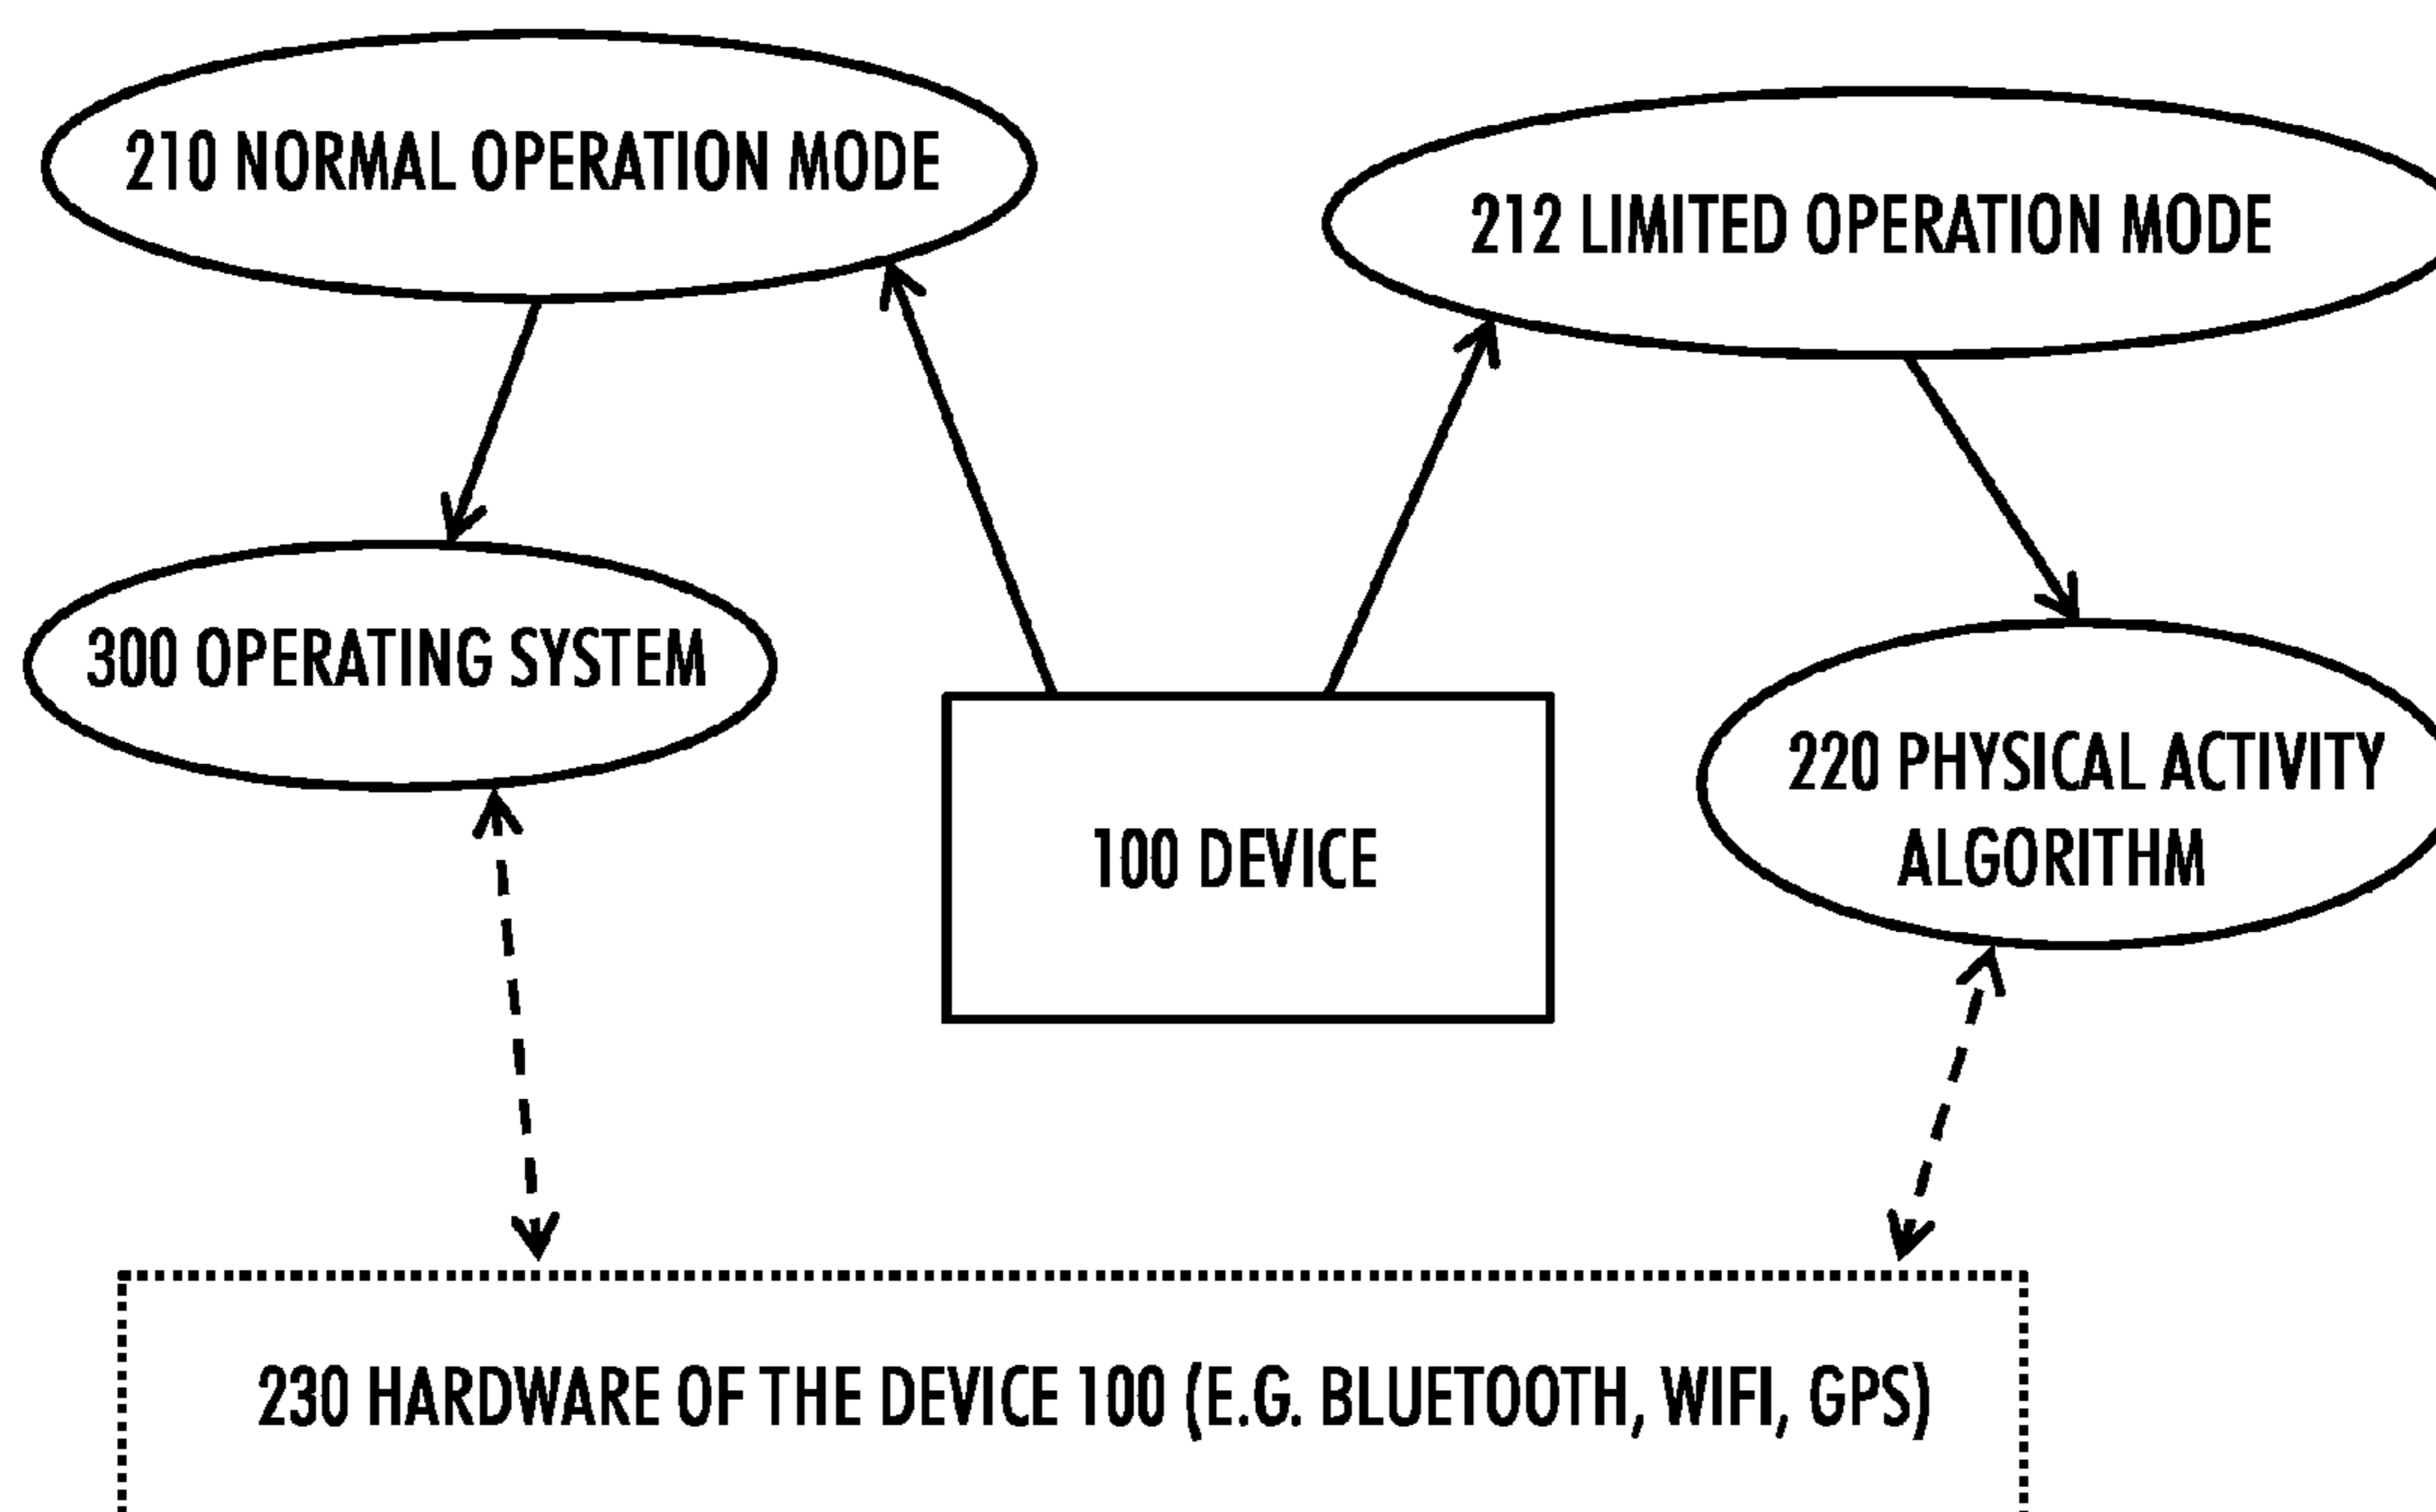 210 NORMAL OPERATION MODE
212 LIMITED OPERATION MODE
300 OPERATING SYSTEM
220 PHYSICAL ACTIVITY
ALGORITHM
100 DEVICE
230 HARDWARE OF THE DEVICE 100 (E.G. BLUETOOTH, WIFI, GPS)